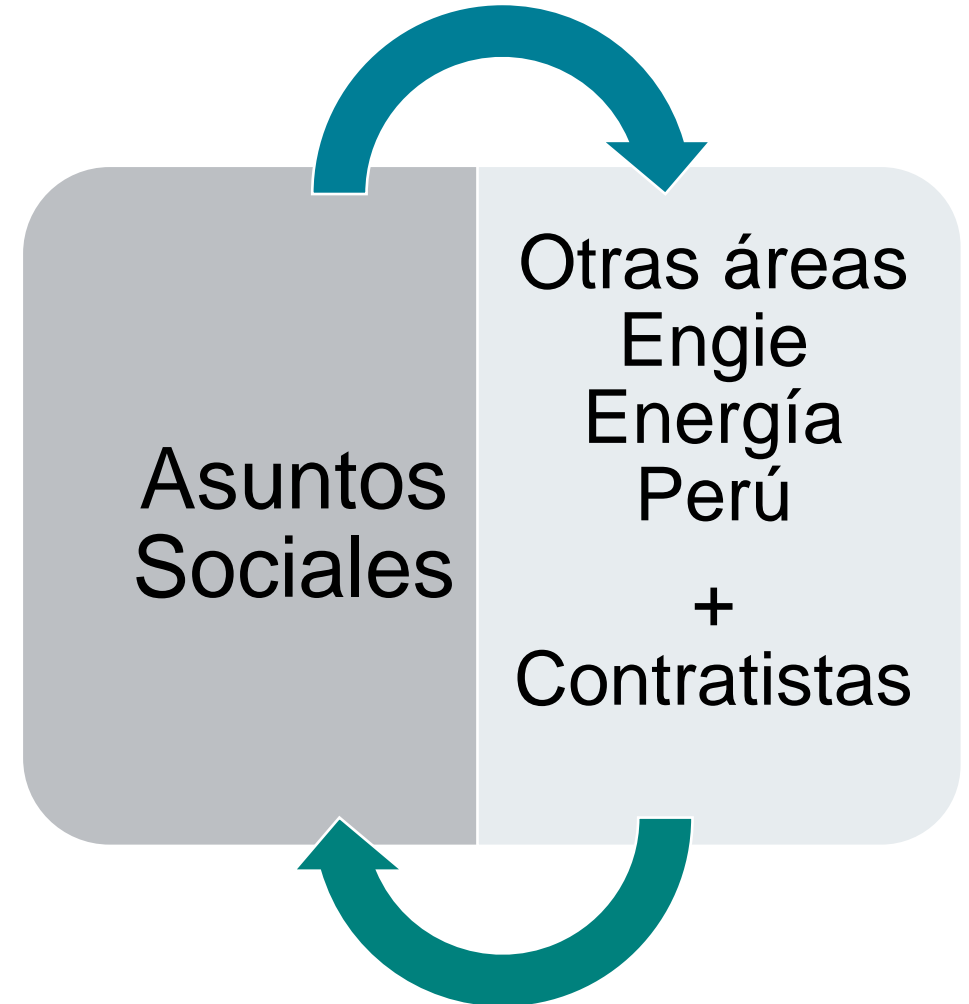 Asuntos
Sociales
Otras áreas
Engie
Energía
Perú
+
Contratistas